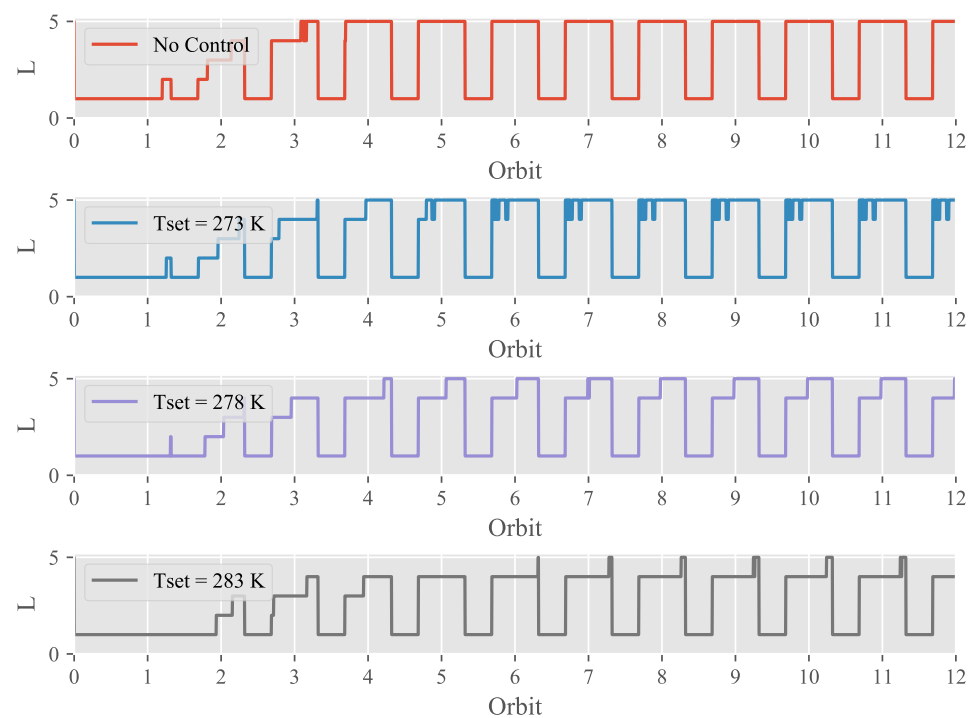 5
No Control
L
0
0 1 2 3 4 5 6 7 8 9 10 11 12
Orbit
5
Tset = 273 K
L
0
0 1 2 3 4 5 6 7 8 9 10 11 12
Orbit
5
Tset = 278 K
L
0
0 1 2 3 4 5 6 7 8 9 10 11 12
Orbit
5
Tset = 283 K
L
0
0 1 2 3 4 5 6 7 8 9 10 11 12
Orbit